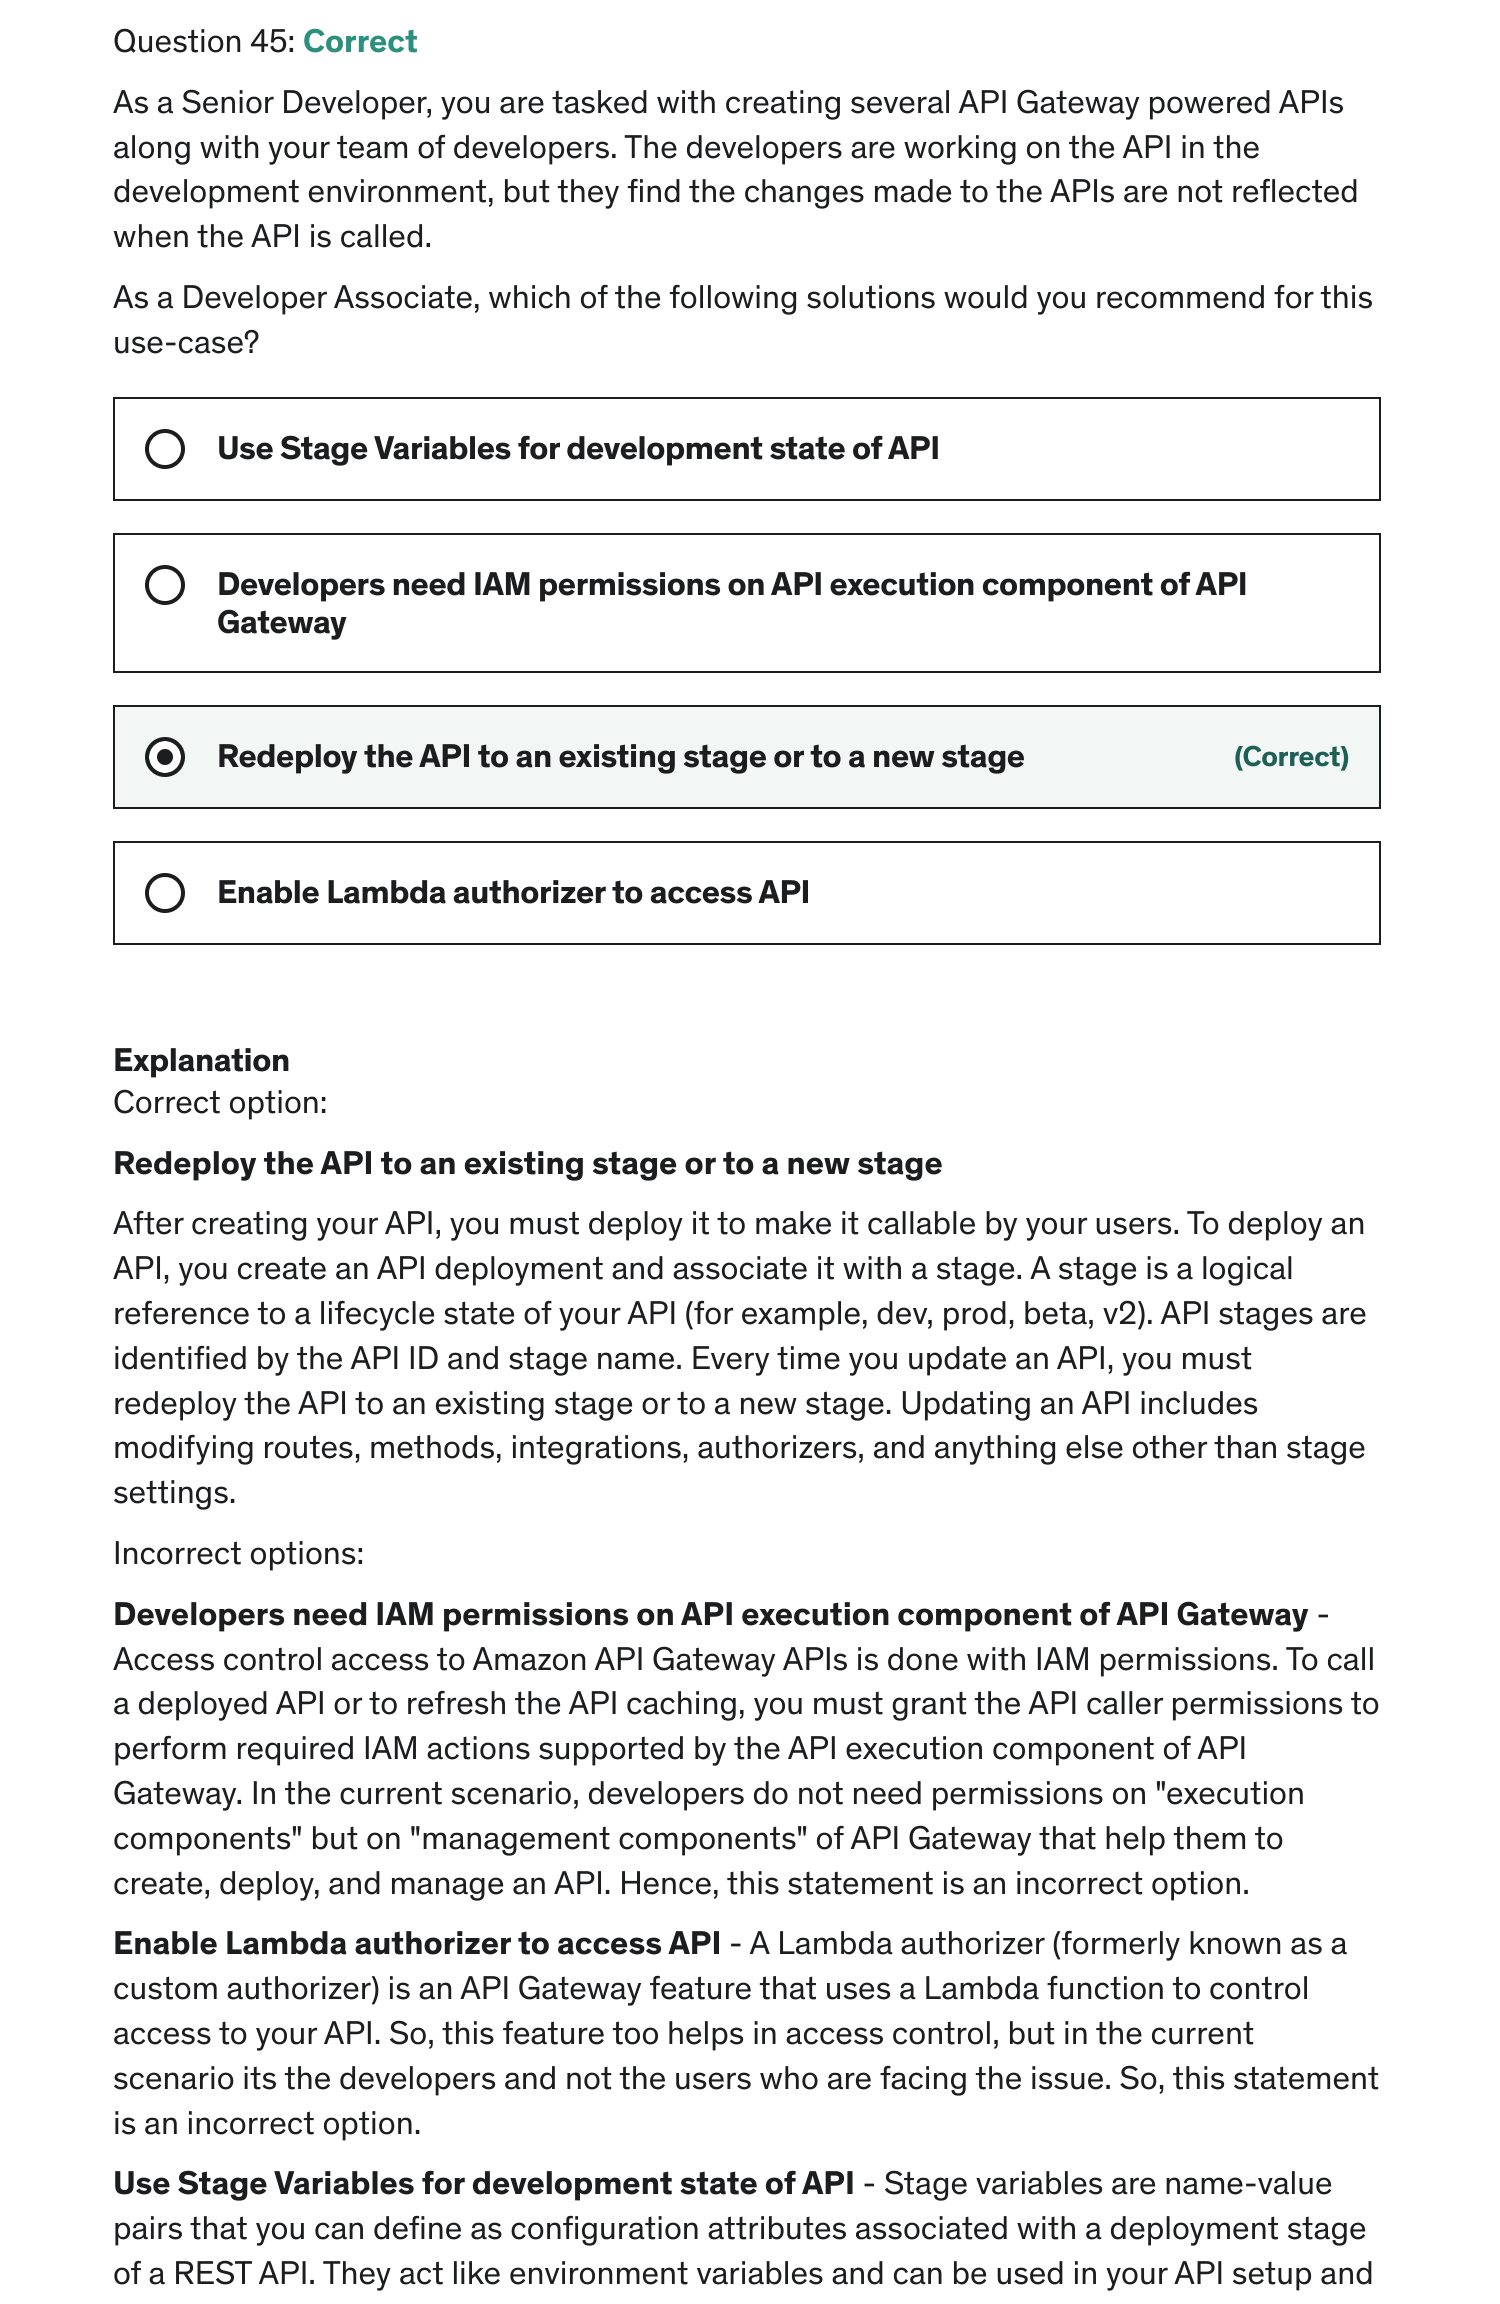 Question 45: Correct
As a Senior Developer, you are tasked with creating several API Gateway powered APIs
along with your team of developers. The developers are working on the API in the
development environment, but they find the changes made to the APIs are not reflected
when the API is called.
As a Developer Associate, which of the following solutions would you recommend for this
use-case?
Use Stage Variables for development state of API
Developers need IAM permissions on API execution component of API
Gateway
Redeploy the API to an existing stage or to a new stage (Correct)
Enable Lambda authorizer to access API
Explanation
Correct option:
Redeploy the API to an existing stage or to a new stage
After creating your API, you must deploy it to make it callable by your users. To deploy an
API, you create an API deployment and associate it with a stage. A stage is a logical
reference to a lifecycle state of your API (for example, dev, prod, beta, v2). API stages are
identified by the API ID and stage name. Every time you update an API, you must
redeploy the API to an existing stage or to a new stage. Updating an API includes
modifying routes, methods, integrations, authorizers, and anything else other than stage
settings.
Incorrect options:
Developers need IAM permissions on API execution component of API Gateway -
Access control access to Amazon API Gateway APIs is done with IAM permissions. To call
a deployed API or to refresh the API caching, you must grant the API caller permissions to
perform required IAM actions supported by the API execution component of API
Gateway. In the current scenario, developers do not need permissions on "execution
components" but on "management components" of API Gateway that help them to
create, deploy, and manage an API. Hence, this statement is an incorrect option.
Enable Lambda authorizer to access API - A Lambda authorizer (formerly known as a
custom authorizer) is an API Gateway feature that uses a Lambda function to control
access to your API. So, this feature too helps in access control, but in the current
scenario its the developers and not the users who are facing the issue. So, this statement
is an incorrect option.
Use Stage Variables for development state of API - Stage variables are name-value
pairs that you can define as configuration attributes associated with a deployment stage
of a REST API. They act like environment variables and can be used in your API setup and